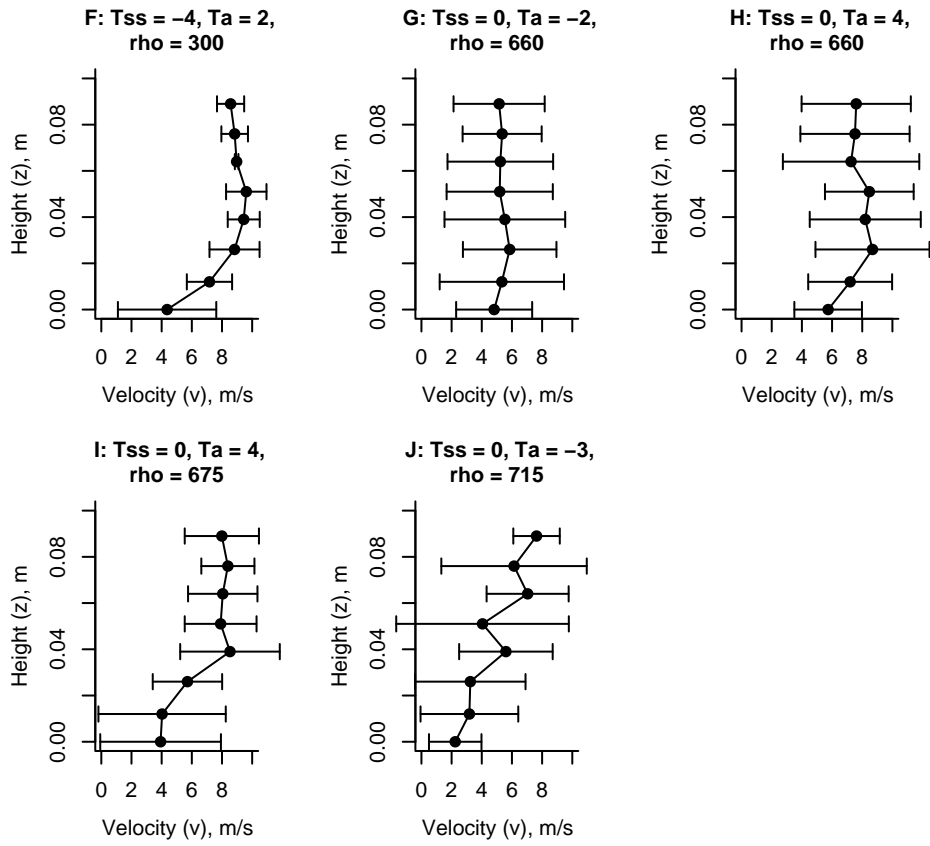 F: Tss = −4, Ta = 2,
rho = 300
Height (z), m
0.00 0.04 0.08
0 2 4 6 8
Velocity (v), m/s
G: Tss = 0, Ta = −2,
rho = 660
Height (z), m
0.00 0.04 0.08
0 2 4 6 8
Velocity (v), m/s
H: Tss = 0, Ta = 4,
rho = 660
Height (z), m
0.00 0.04 0.08
0 2 4 6 8
Velocity (v), m/s
I: Tss = 0, Ta = 4,
rho = 675
Height (z), m
0.00 0.04 0.08
0 2 4 6 8
Velocity (v), m/s
J: Tss = 0, Ta = −3,
rho = 715
Height (z), m
0.00 0.04 0.08
0 2 4 6 8
Velocity (v), m/s